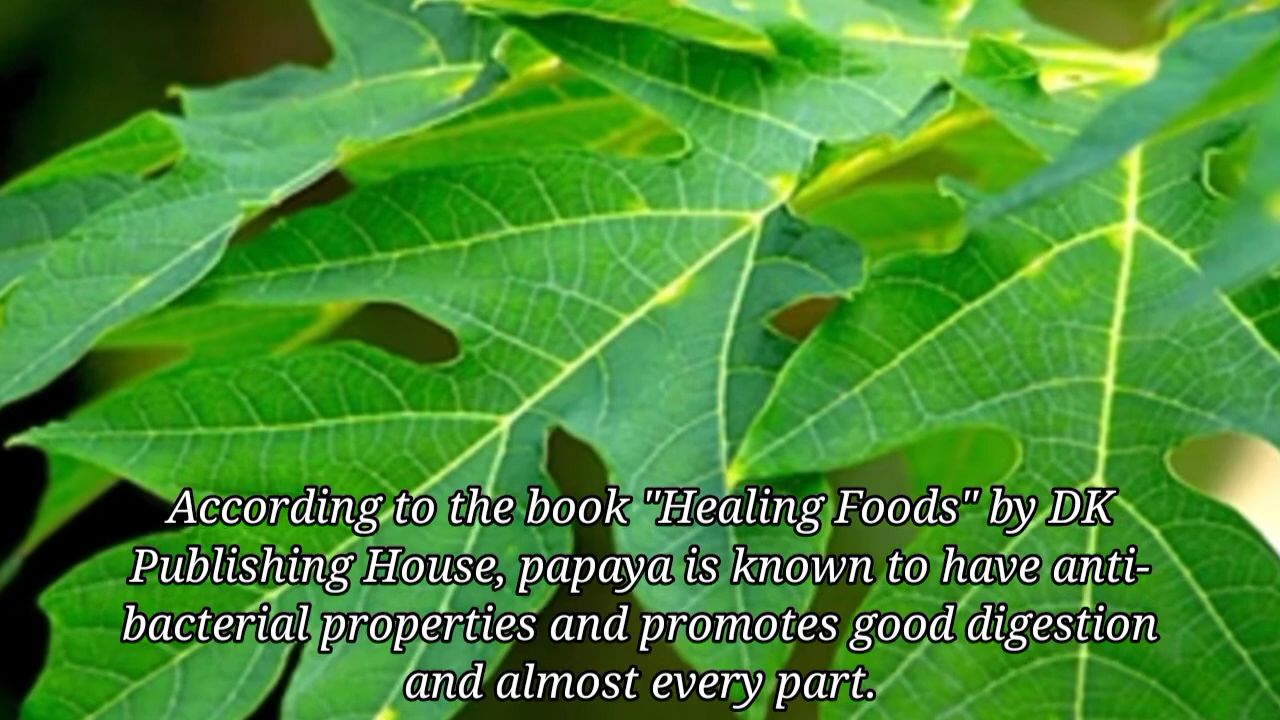 According to the book "Healing Foods" by DK
Publishing House, papaya is known to have anti-
bacterial properties and promotes good digestion
and almost every part.